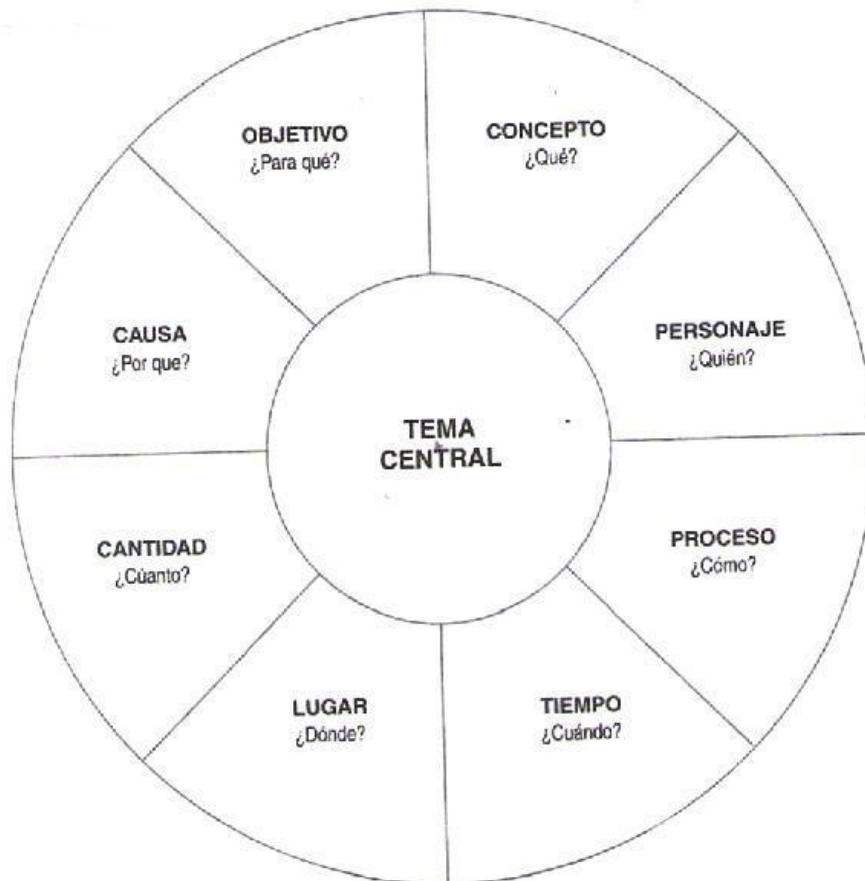 OBJETIVO
¿Para qué?
CONCEPTO
¿Qué?
CAUSA
¿Por que?
PERSONAJE
¿Quién?
TEMA
CENTRAL
CANTIDAD
¿Cúanto?
PROCESO
¿Cómo?
LUGAR
¿Dónde?
TIEMPO
¿Cuándo?